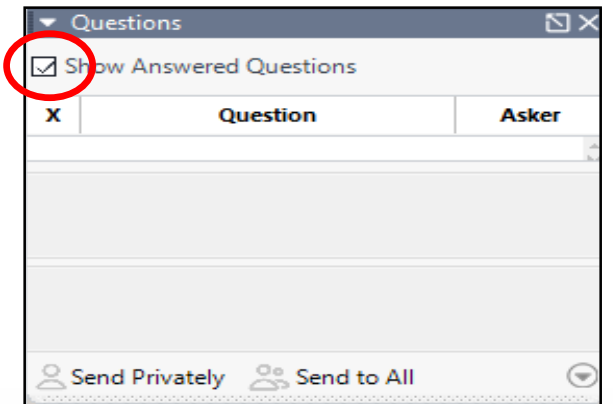 Questions
Show Answered Questions
X Question Asker
Send Privately Send to All